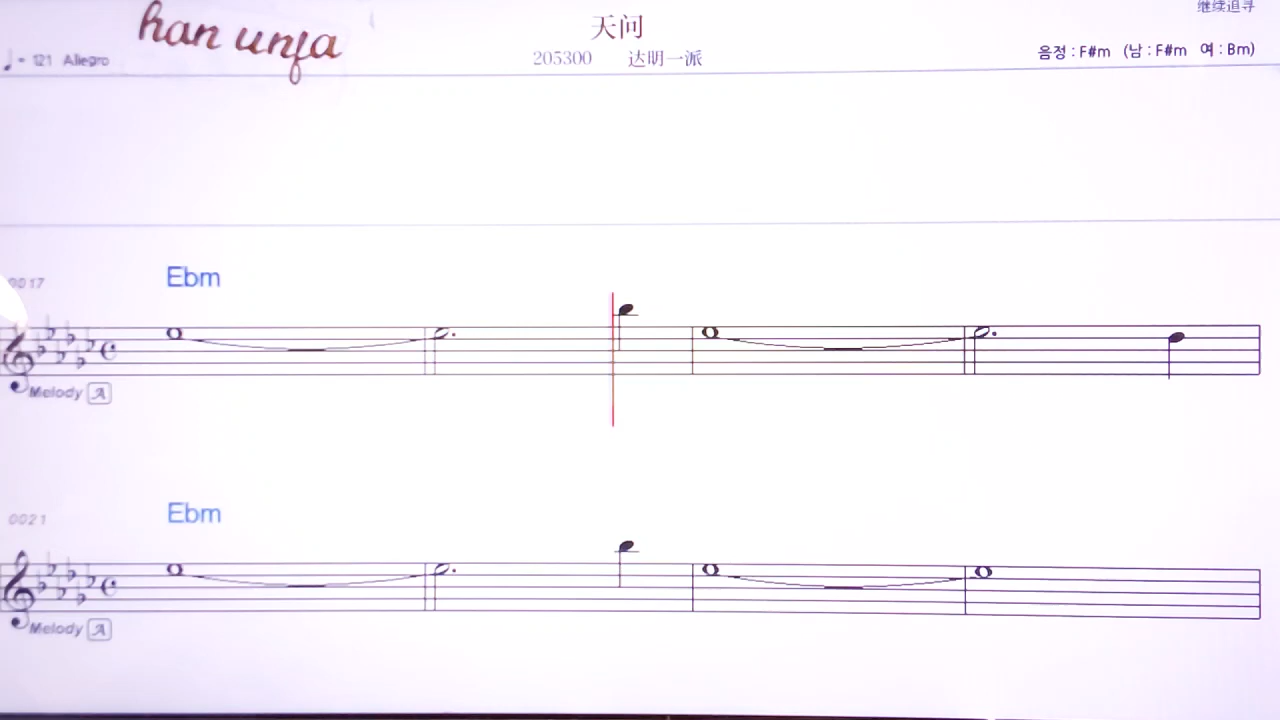 继续追寻
han unja
天问
♩= 121 Allegro
205300 达明一派
음정 : F#m (남 : F#m 여 : Bm)
0017
Ebm
Melody A
0021
Ebm
Melody A